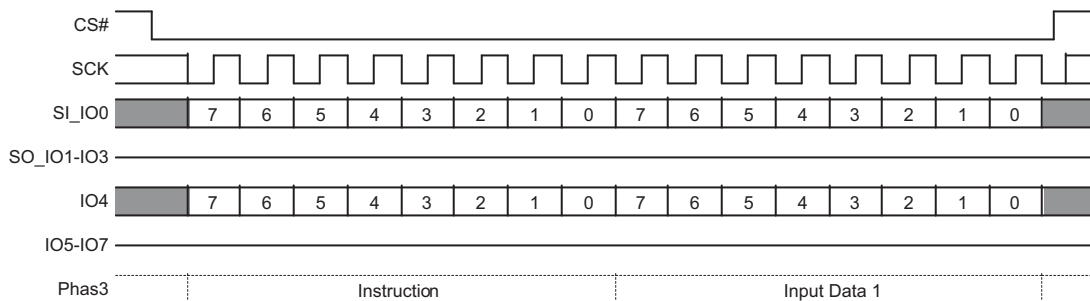 CS#
SCK
SI_IO0 7 6 5 4 3 2 1 0 7 6 5 4 3 2 1 0
SO_IO1-IO3
IO4 7 6 5 4 3 2 1 0 7 6 5 4 3 2 1 0
IO5-IO7
Phas3 Instruction Input Data 1